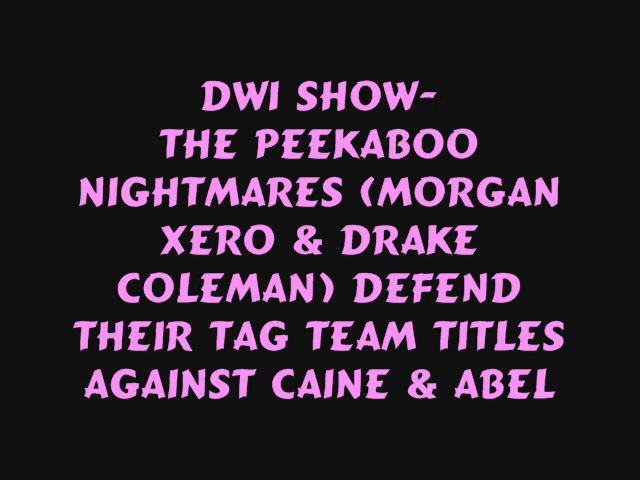 DWI SHOW-
THE PEEKABOO
NIGHTMARES (MORGAN
XERO & DRAKE
COLEMAN) DEFEND
THEIR TAG TEAM TITLES
AGAINST CAINE & ABEL